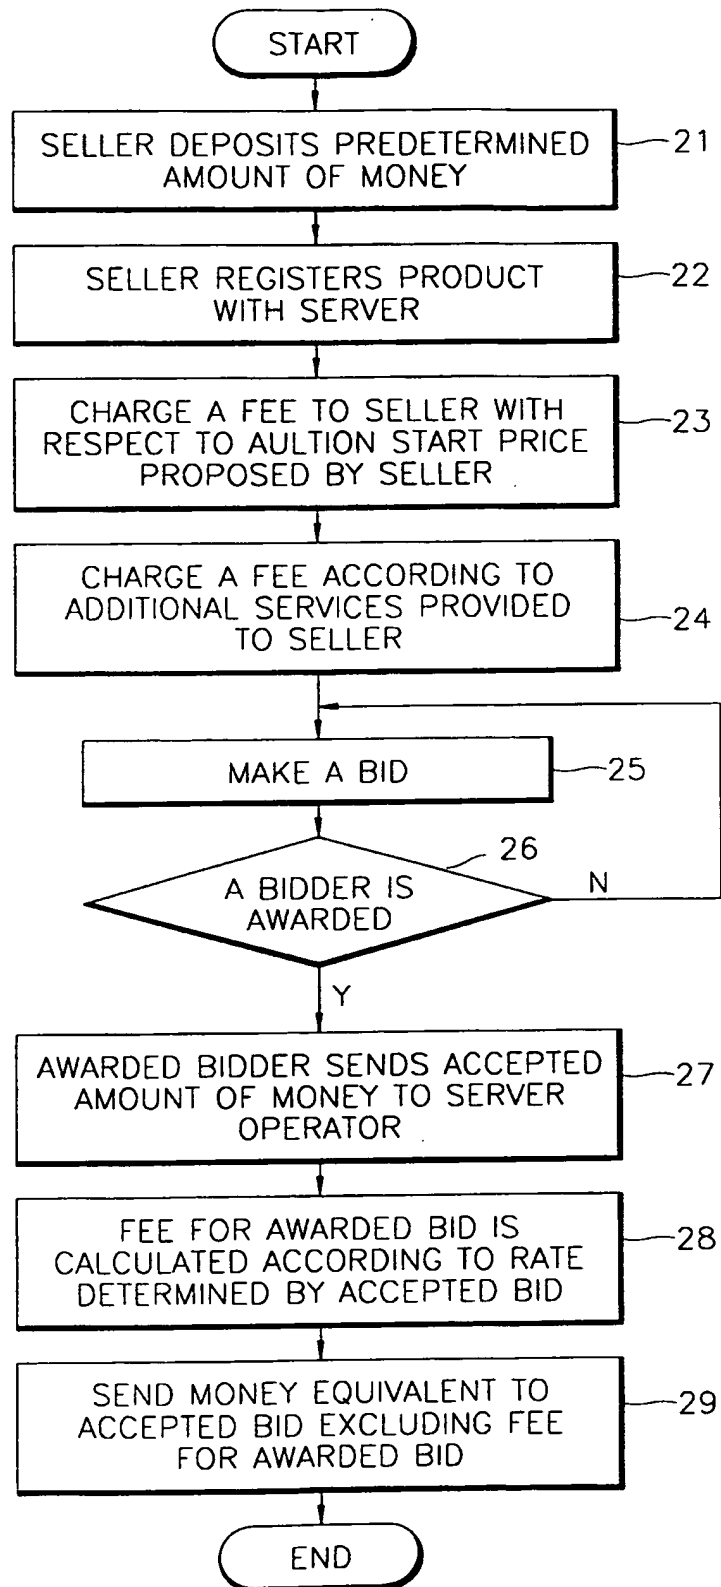 START
SELLER DEPOSITS PREDETERMINED
AMOUNT OF MONEY
21
SELLER REGISTERS PRODUCT
WITH SERVER
22
CHARGE A FEE TO SELLER WITH
RESPECT TO AULTION START PRICE
PROPOSED BY SELLER
23
CHARGE A FEE ACCORDING TO
ADDITIONAL SERVICES PROVIDED
TO SELLER
24
MAKE A BID
25
26
A BIDDER IS
AWARDED
N
Y
AWARDED BIDDER SENDS ACCEPTED
AMOUNT OF MONEY TO SERVER
OPERATOR
27
FEE FOR AWARDED BID IS
CALCULATED ACCORDING TO RATE
DETERMINED BY ACCEPTED BID
28
SEND MONEY EQUIVALENT TO
ACCEPTED BID EXCLUDING FEE
FOR AWARDED BID
29
END